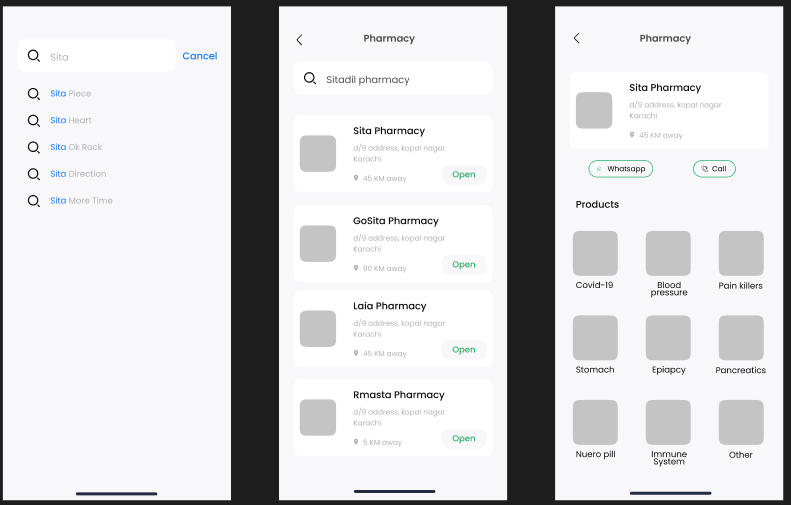 Sita
Cancel
Sita Piece
Sita Heart
Sita Ok Rock
Sita Direction
Sita More Time
Pharmacy
Sitadil pharmacy
Sita Pharmacy
d/9 address, kopal nagar
Karachi
45 KM away
Open
GoSita Pharmacy
d/9 address, kopal nagar
Karachi
90 KM away
Open
Laia Pharmacy
d/9 address, kopal nagar
Karachi
45 KM away
Open
Rmasta Pharmacy
d/9 address, kopal nagar
Karachi
5 KM away
Open
Pharmacy
Sita Pharmacy
d/9 address, kopal nagar
Karachi
45 KM away
Whatsapp
Call
Products
Covid-19
Blood
pressure
Pain killers
Stomach
Epiapcy
Pancreatics
Nuero pill
Immune
System
Other